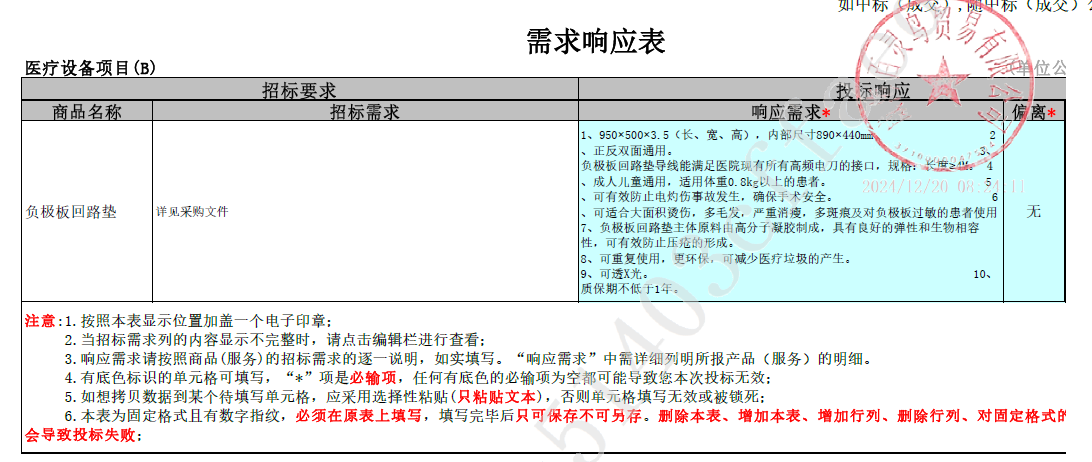 如中标（成交）,随中标（成交）公
需求响应表
医疗设备项目(B)
(单位公
招标要求 投标响应
商品名称 招标需求 响应需求* 偏离*
负极板回路垫 详见采购文件 无
1、950×500×3.5（长、宽、高），内部尺寸890×440mm 2
、正反双面通用。 3、
负极板回路垫导线能满足医院现有所有高频电刀的接口，规格：长度≥4M。 4
、成人儿童通用，适用体重0.8kg以上的患者。 5
、可有效防止电灼伤事故发生，确保手术安全。 6
、可适合大面积烫伤，多毛发，严重消瘦，多斑痕及对负极板过敏的患者使用
7、负极板回路垫主体原料由高分子凝胶制成，具有良好的弹性和生物相容
性，可有效防止压疮的形成。
8、可重复使用，更环保，可减少医疗垃圾的产生。
9、可透X光。 10、
质保期不低于1年。
2024/12/20 08:24:11
注意:1.按照本表显示位置加盖一个电子印章;
2.当招标需求列的内容显示不完整时，请点击编辑栏进行查看;
3.响应需求请按照商品(服务)的招标需求的逐一说明，如实填写。“响应需求”中需详细列明所报产品（服务）的明细。
4.有底色标识的单元格可填写，“*”项是必输项，任何有底色的必输项为空都可能导致您本次投标无效;
5.如想拷贝数据到某个待填写单元格，应采用选择性粘贴(只粘贴文本)，否则单元格填写无效或被锁死;
6.本表为固定格式且有数字指纹，必须在原表上填写，填写完毕后只可保存不可另存。删除本表、增加本表、增加行列、删除行列、对固定格式的
会导致投标失败;